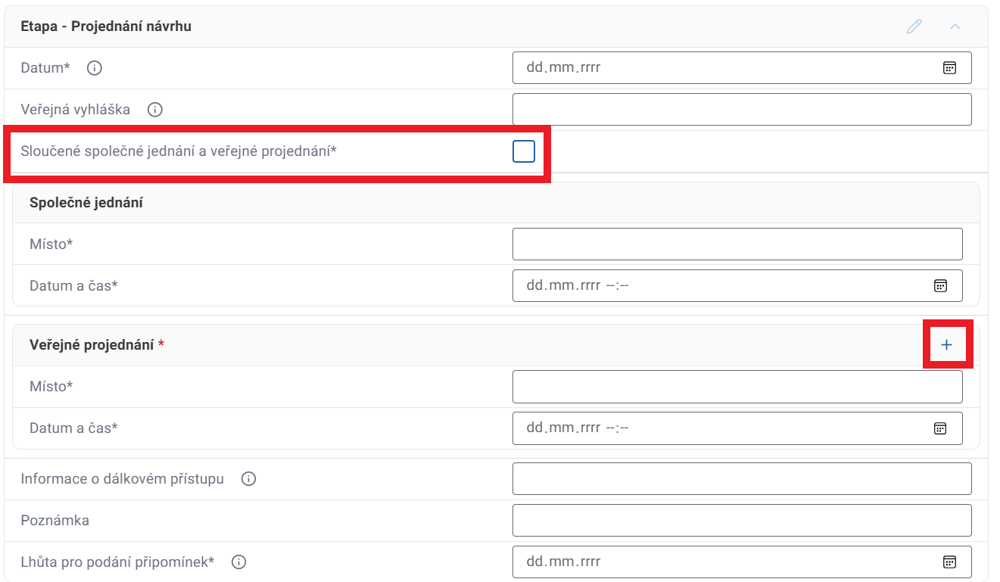 Etapa - Projednání návrhu
Datum*
dd.mm.rrrr
Veřejná vyhláška
Sloučené společné jednání a veřejné projednání*
Společné jednání
Místo*
Datum a čas*
dd.mm.rrrr --:--
Veřejné projednání *
Místo*
Datum a čas*
dd.mm.rrrr --:--
Informace o dálkovém přístupu
Poznámka
Lhůta pro podání připomínek*
dd.mm.rrrr